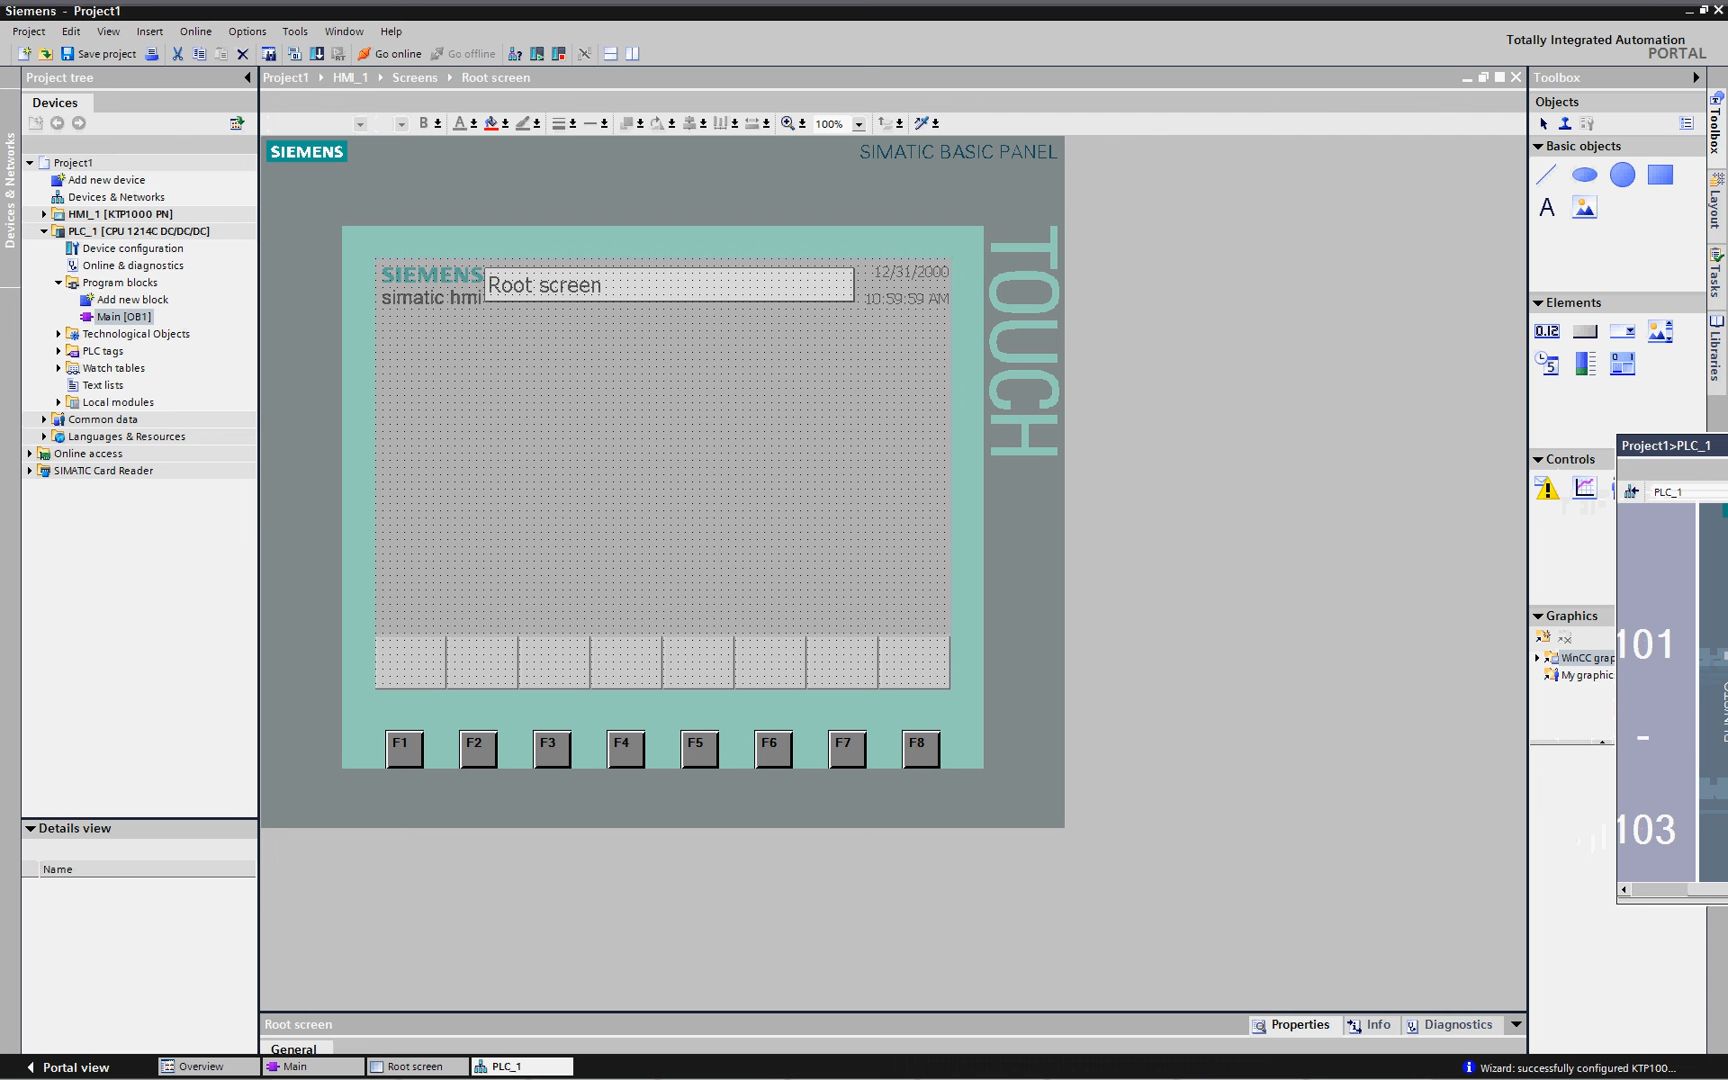 Siemens - Project1
Project Edit View Insert Online Options Tools Window Help
Totally Integrated Automation
PORTAL
Save project
Go online
Go offline
Project tree
Project1 HMI_1 Screens Root screen
Toolbox
Devices
Objects
B
100%
SIEMENS
SIMATIC BASIC PANEL
Basic objects
A
Project1
Add new device
Devices & Networks
HMI_1 [KTP1000 PN]
PLC_1 [CPU 1214C DC/DC/DC]
Device configuration
Online & diagnostics
Program blocks
Add new block
Main [OB1]
Technological Objects
PLC tags
Watch tables
Text lists
Local modules
Common data
Languages & Resources
Online access
SIMATIC Card Reader
Devices & Networks
SIEMENS
simatic hmi
Root screen
12/31/2000
10:59:59 AM
TOUCH
F1 F2 F3 F4 F5 F6 F7 F8
Elements
0.12
5
Controls
Graphics
WinCC grap
My graphic
Toolbox
Layout
Tasks
Libraries
Project1>PLC_1
PLC_1
101
-
103
Details view
Name
Root screen
Properties
Info
Diagnostics
General
Portal view
Overview
Main
Root screen
PLC_1
Wizard: successfully configured KTP100...